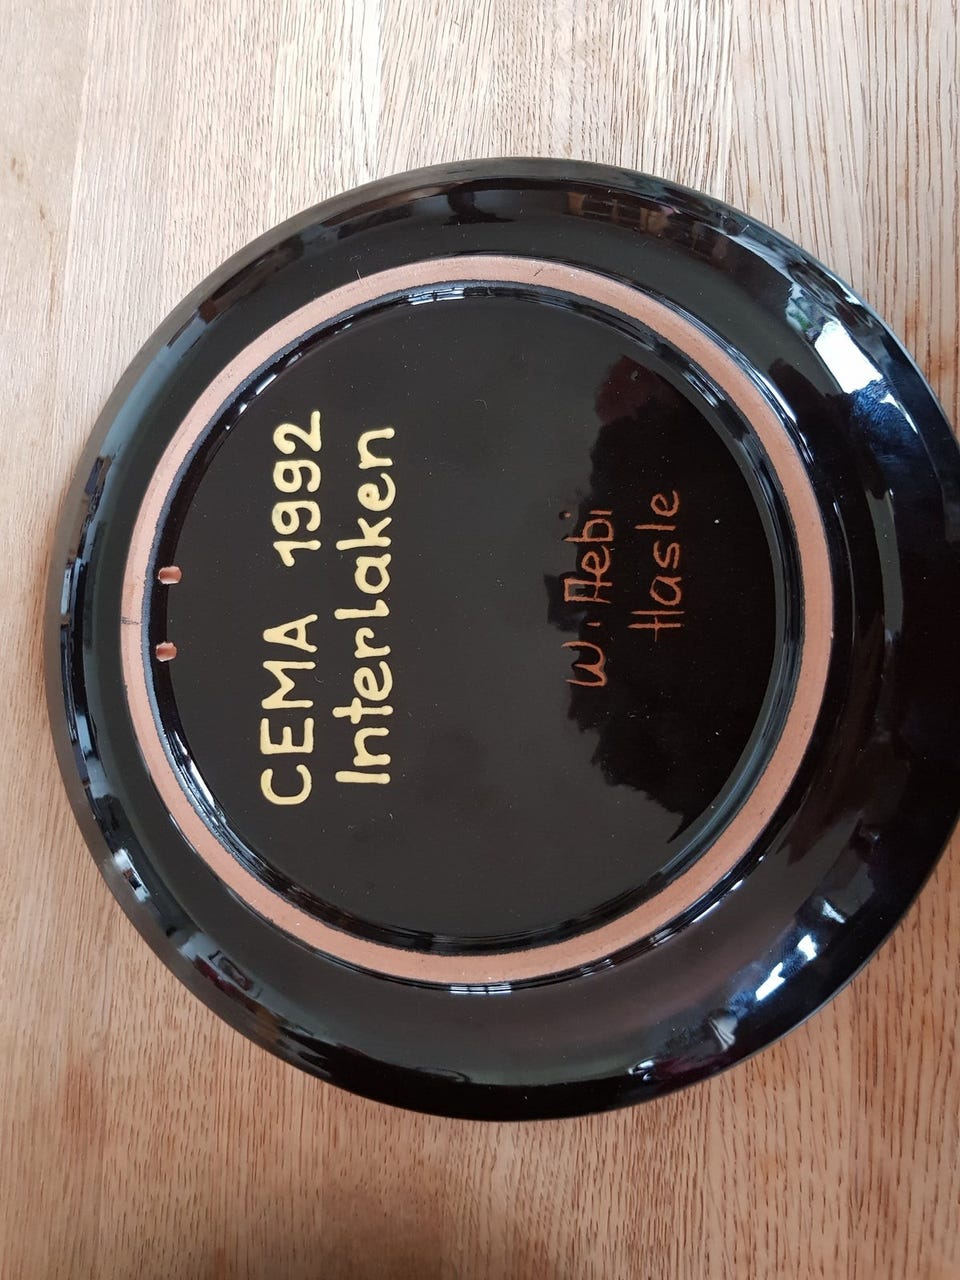 CEMA 1992
Interlaken
W. Aebi
Hasle